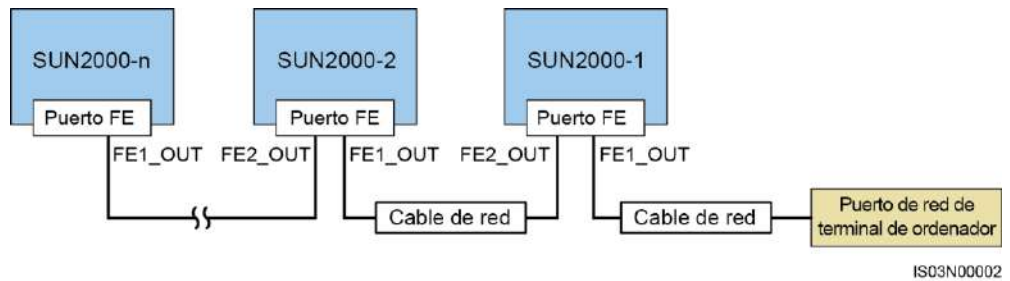 SUN2000-n
SUN2000-2
SUN2000-1
Puerto FE
Puerto FE
Puerto FE
FE1_OUT
FE2_OUT
FE1_OUT
FE2_OUT
FE1_OUT
Cable de red
Cable de red
Puerto de red de
terminal de ordenador
IS03N00002